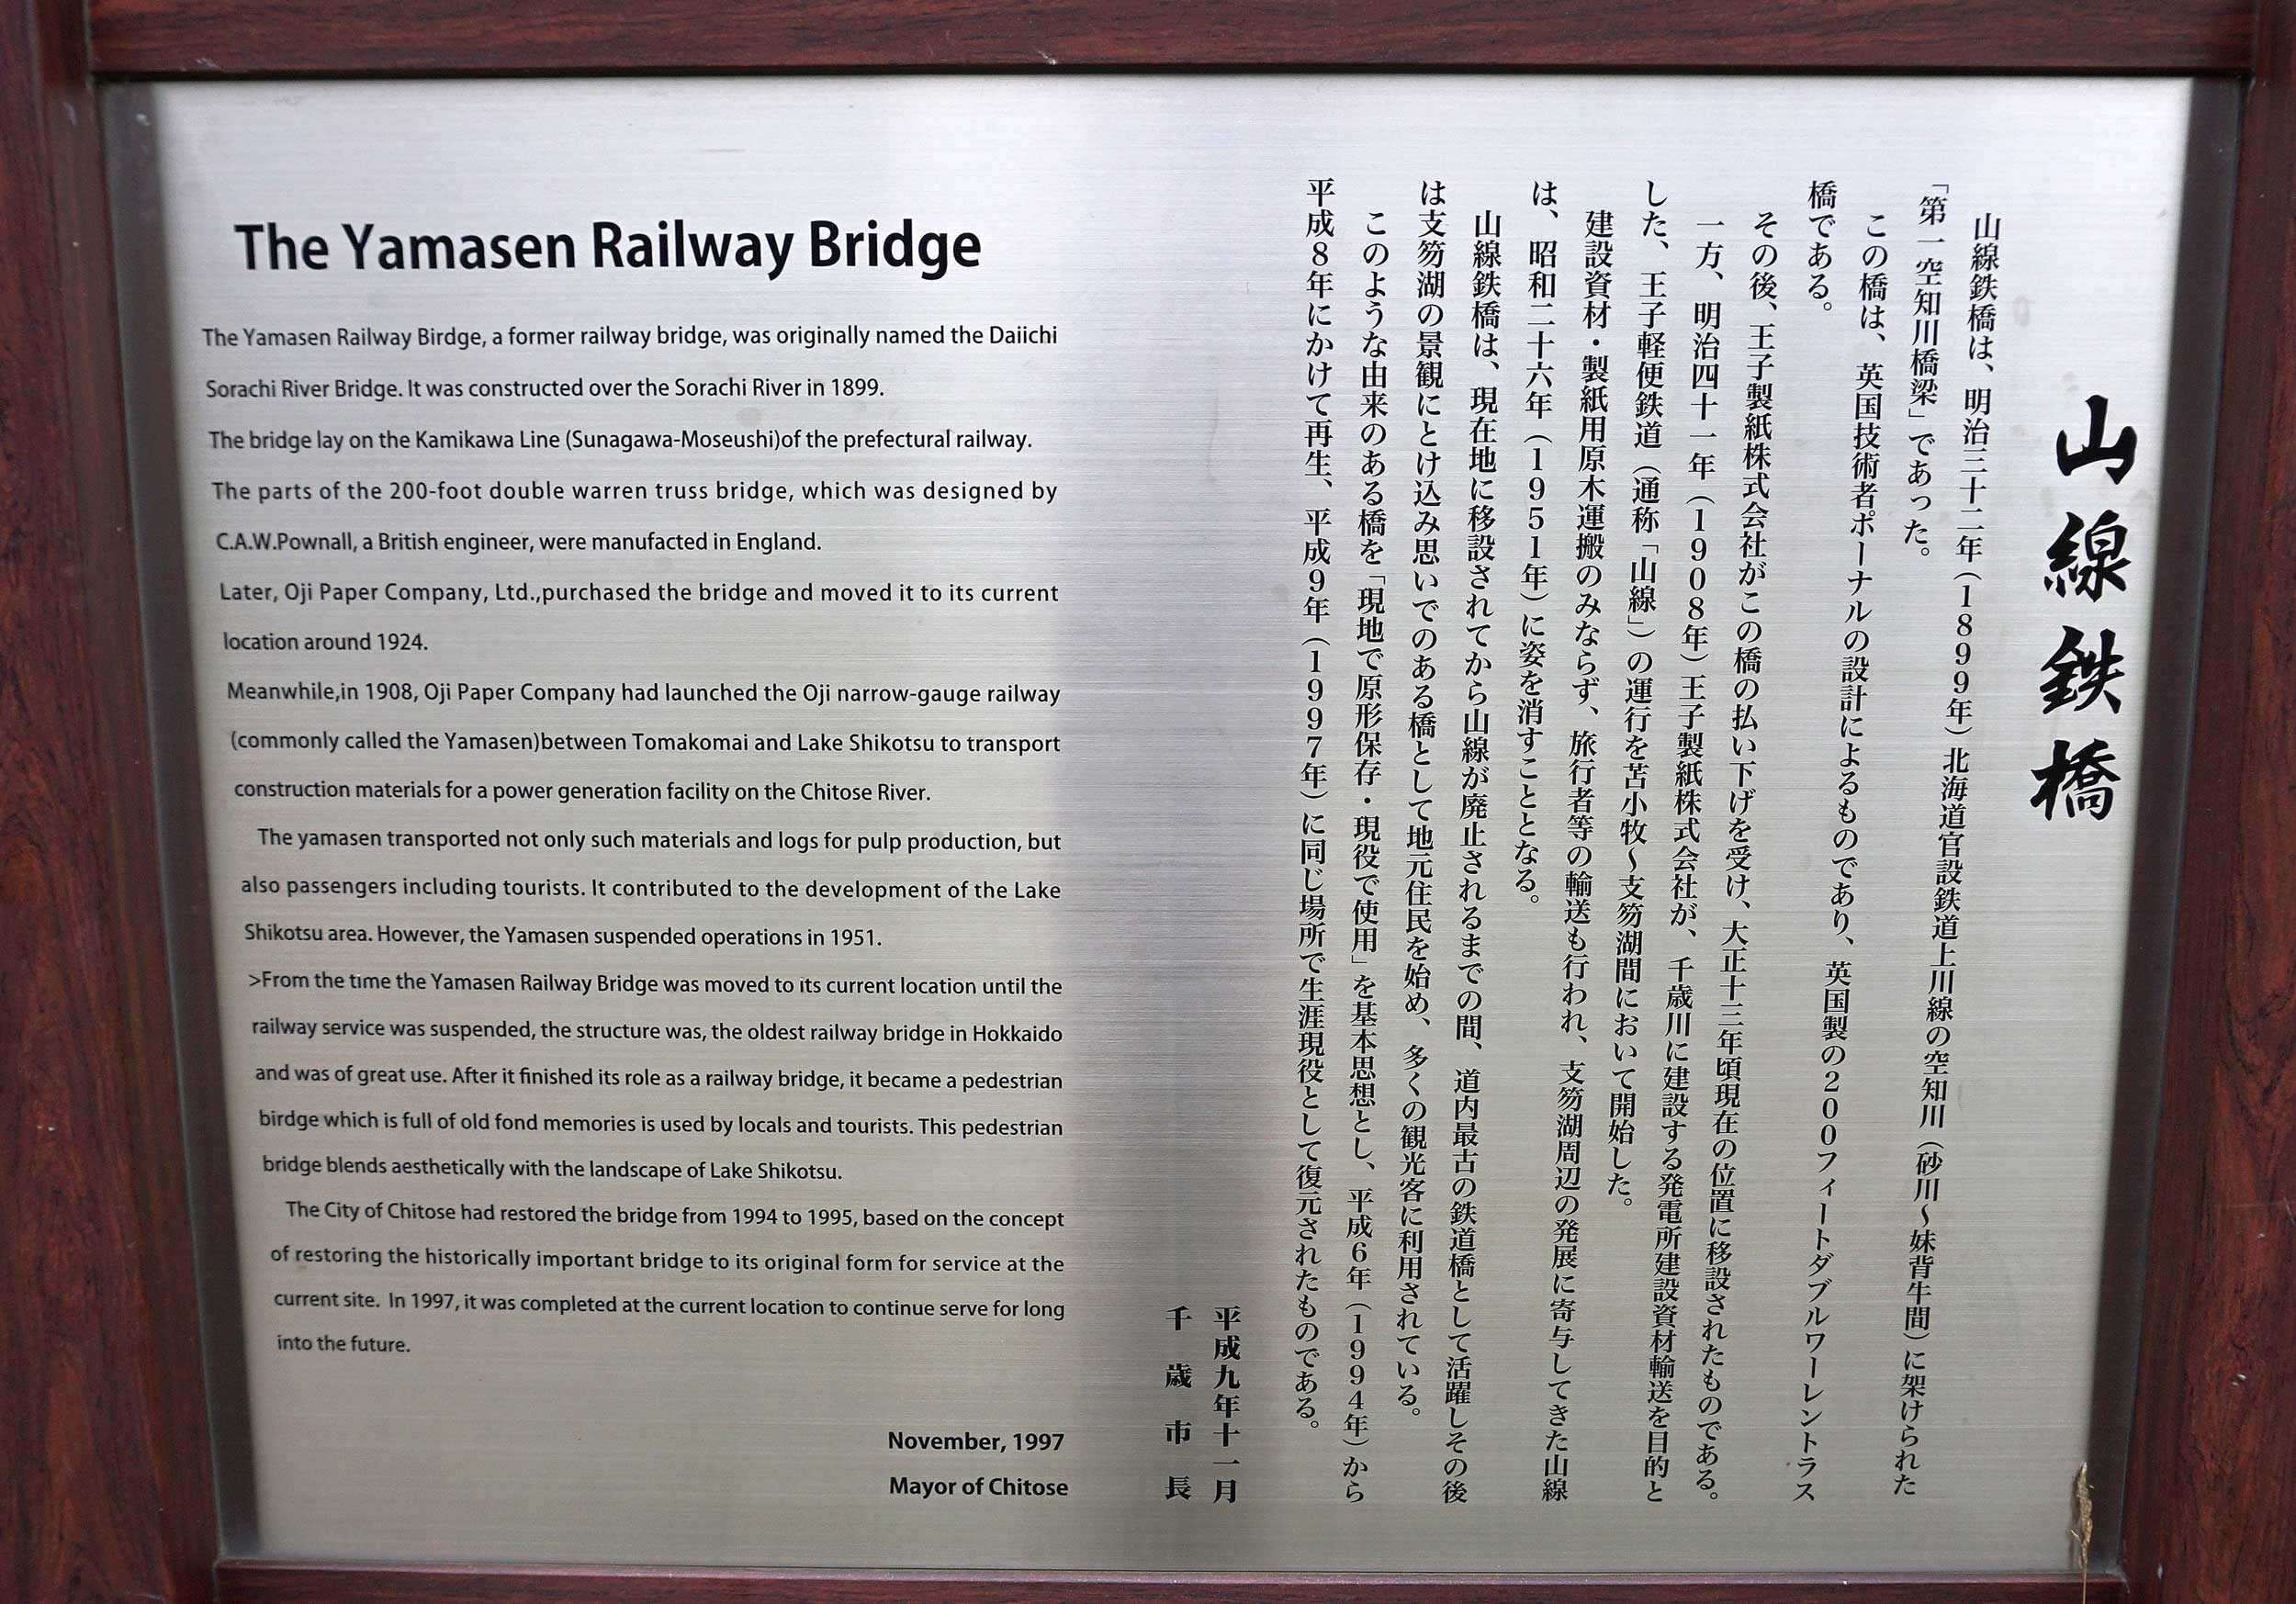 The Yamasen Railway Bridge
The Yamasen Railway Birdge, a former railway bridge, was originally named the Daiichi
Sorachi River Bridge. It was constructed over the Sorachi River in 1899.
The bridge lay on the Kamikawa Line (Sunagawa-Moseushi)of the prefectural railway.
The parts of the 200-foot double warren truss bridge, which was designed by
C.A.W.Pownall, a British engineer, were manufacted in England.
Later, Oji Paper Company, Ltd.,purchased the bridge and moved it to its current
location around 1924.
Meanwhile,in 1908, Oji Paper Company had launched the Oji narrow-gauge railway
(commonly called the Yamasen)between Tomakomai and Lake Shikotsu to transport
construction materials for a power generation facility on the Chitose River.
The yamasen transported not only such materials and logs for pulp production, but
also passengers including tourists. It contributed to the development of the Lake
Shikotsu area. However, the Yamasen suspended operations in 1951.
>From the time the Yamasen Railway Bridge was moved to its current location until the
railway service was suspended, the structure was, the oldest railway bridge in Hokkaido
and was of great use. After it finished its role as a railway bridge, it became a pedestrian
birdge which is full of old fond memories is used by locals and tourists. This pedestrian
bridge blends aesthetically with the landscape of Lake Shikotsu.
The City of Chitose had restored the bridge from 1994 to 1995, based on the concept
of restoring the historically important bridge to its original form for service at the
current site. In 1997, it was completed at the current location to continue serve for long
into the future.
November, 1997
Mayor of Chitose
山線鉄橋
山線鉄橋は、明治三十二年（1899年）北海道官設鉄道上川線の空知川（砂川～妹背牛間）に架けられた
「第一空知川橋梁」であった。
この橋は、英国技術者ポーナルの設計によるものであり、英国製の200フィートダブルワーレントラス
橋である。
その後、王子製紙株式会社がこの橋の払い下げを受け、大正十三年頃現在の位置に移設されたものである。
一方、明治四十一年（1908年）王子製紙株式会社が、千歳川に建設する発電所建設資材輸送を目的と
した、王子軽便鉄道（通称「山線」）の運行を苫小牧～支笏湖間において開始した。
建設資材・製紙用原木運搬のみならず、旅行者等の輸送も行われ、支笏湖周辺の発展に寄与してきた山線
は、昭和二十六年（1951年）に姿を消すこととなる。
山線鉄橋は、現在地に移設されてから山線が廃止されるまでの間、道内最古の鉄道橋として活躍しその後
は支笏湖の景観にとけ込み思いでのある橋として地元住民を始め、多くの観光客に利用されている。
このような由来のある橋を「現地で原形保存・現役で使用」を基本思想とし、平成6年（1994年）から
平成8年にかけて再生、平成9年（1997年）に同じ場所で生涯現役として復元されたものである。
平成九年十一月
千歳市長